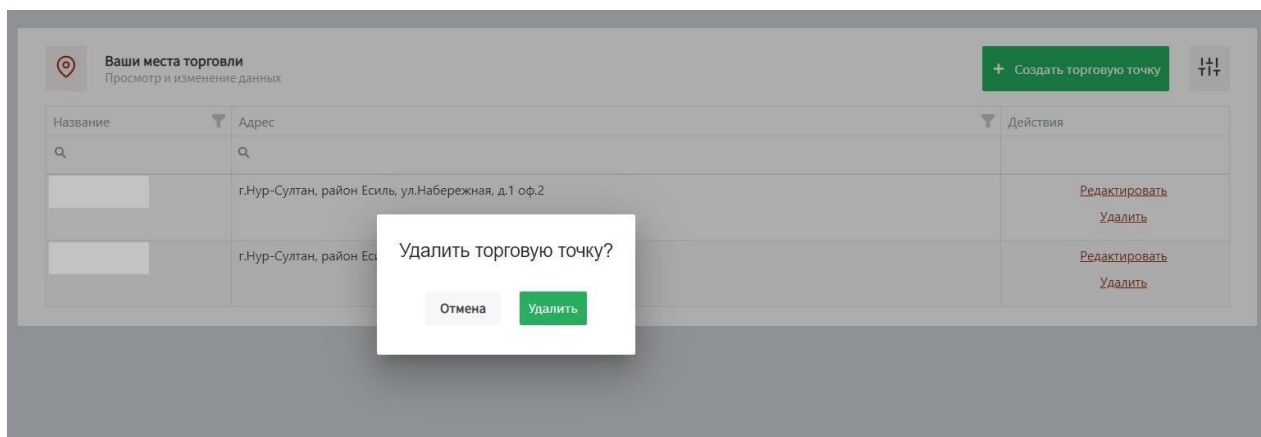 Ваши места торговли
Просмотр и изменение данных
+ Создать торговую точку
Название
Адрес
Действия
г.Нур-Султан, район Есиль, ул.Набережная, д.1 оф.2
Редактировать
Удалить
г.Нур-Султан, район
Редактировать
Удалить
Удалить торговую точку?
Отмена
Удалить